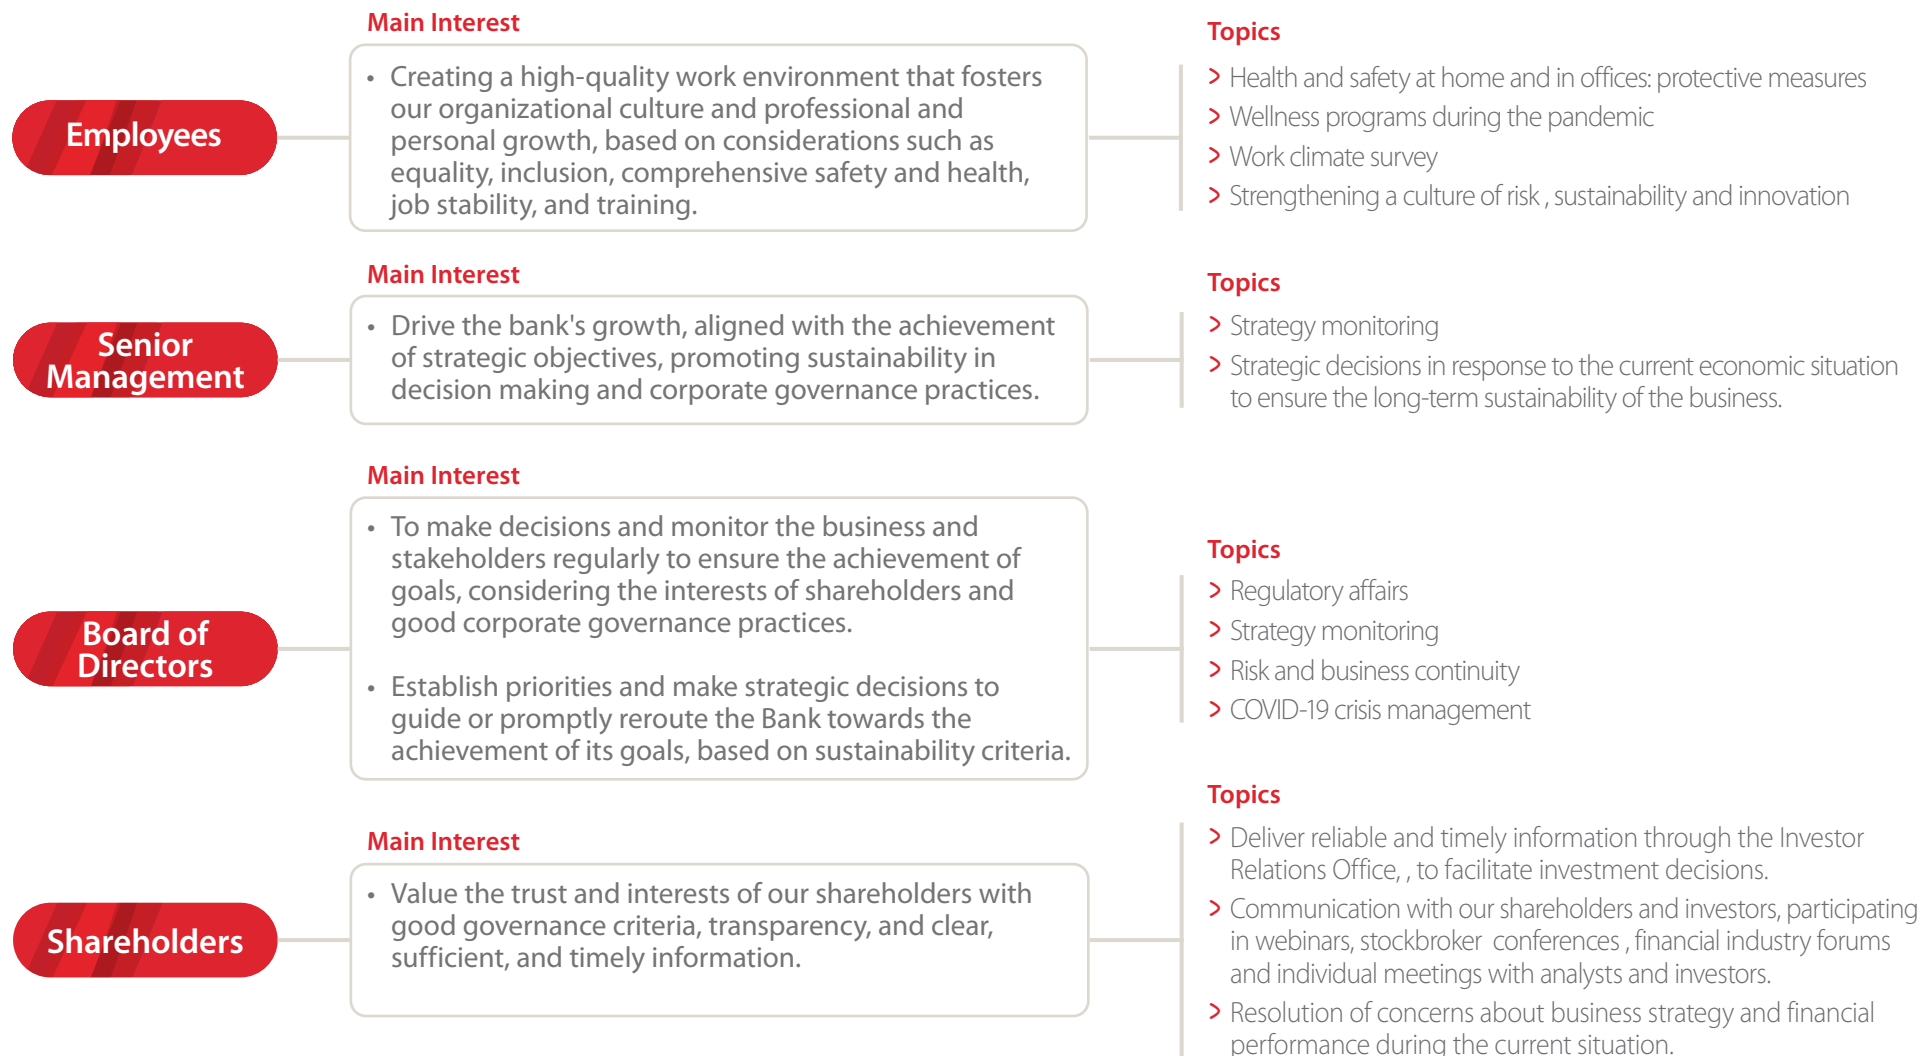 Employees
Main Interest
• Creating a high-quality work environment that fosters
our organizational culture and professional and
personal growth, based on considerations such as
equality, inclusion, comprehensive safety and health,
job stability, and training.
Topics
> Health and safety at home and in offices: protective measures
> Wellness programs during the pandemic
> Work climate survey
> Strengthening a culture of risk , sustainability and innovation
Senior
Management
Main Interest
• Drive the bank's growth, aligned with the achievement
of strategic objectives, promoting sustainability in
decision making and corporate governance practices.
Topics
> Strategy monitoring
> Strategic decisions in response to the current economic situation
to ensure the long-term sustainability of the business.
Board of
Directors
Main Interest
• To make decisions and monitor the business and
stakeholders regularly to ensure the achievement of
goals, considering the interests of shareholders and
good corporate governance practices.
• Establish priorities and make strategic decisions to
guide or promptly reroute the Bank towards the
achievement of its goals, based on sustainability criteria.
Topics
> Regulatory affairs
> Strategy monitoring
> Risk and business continuity
> COVID-19 crisis management
Shareholders
Main Interest
• Value the trust and interests of our shareholders with
good governance criteria, transparency, and clear,
sufficient, and timely information.
Topics
> Deliver reliable and timely information through the Investor
Relations Office, , to facilitate investment decisions.
> Communication with our shareholders and investors, participating
in webinars, stockbroker conferences , financial industry forums
and individual meetings with analysts and investors.
> Resolution of concerns about business strategy and financial
performance during the current situation.